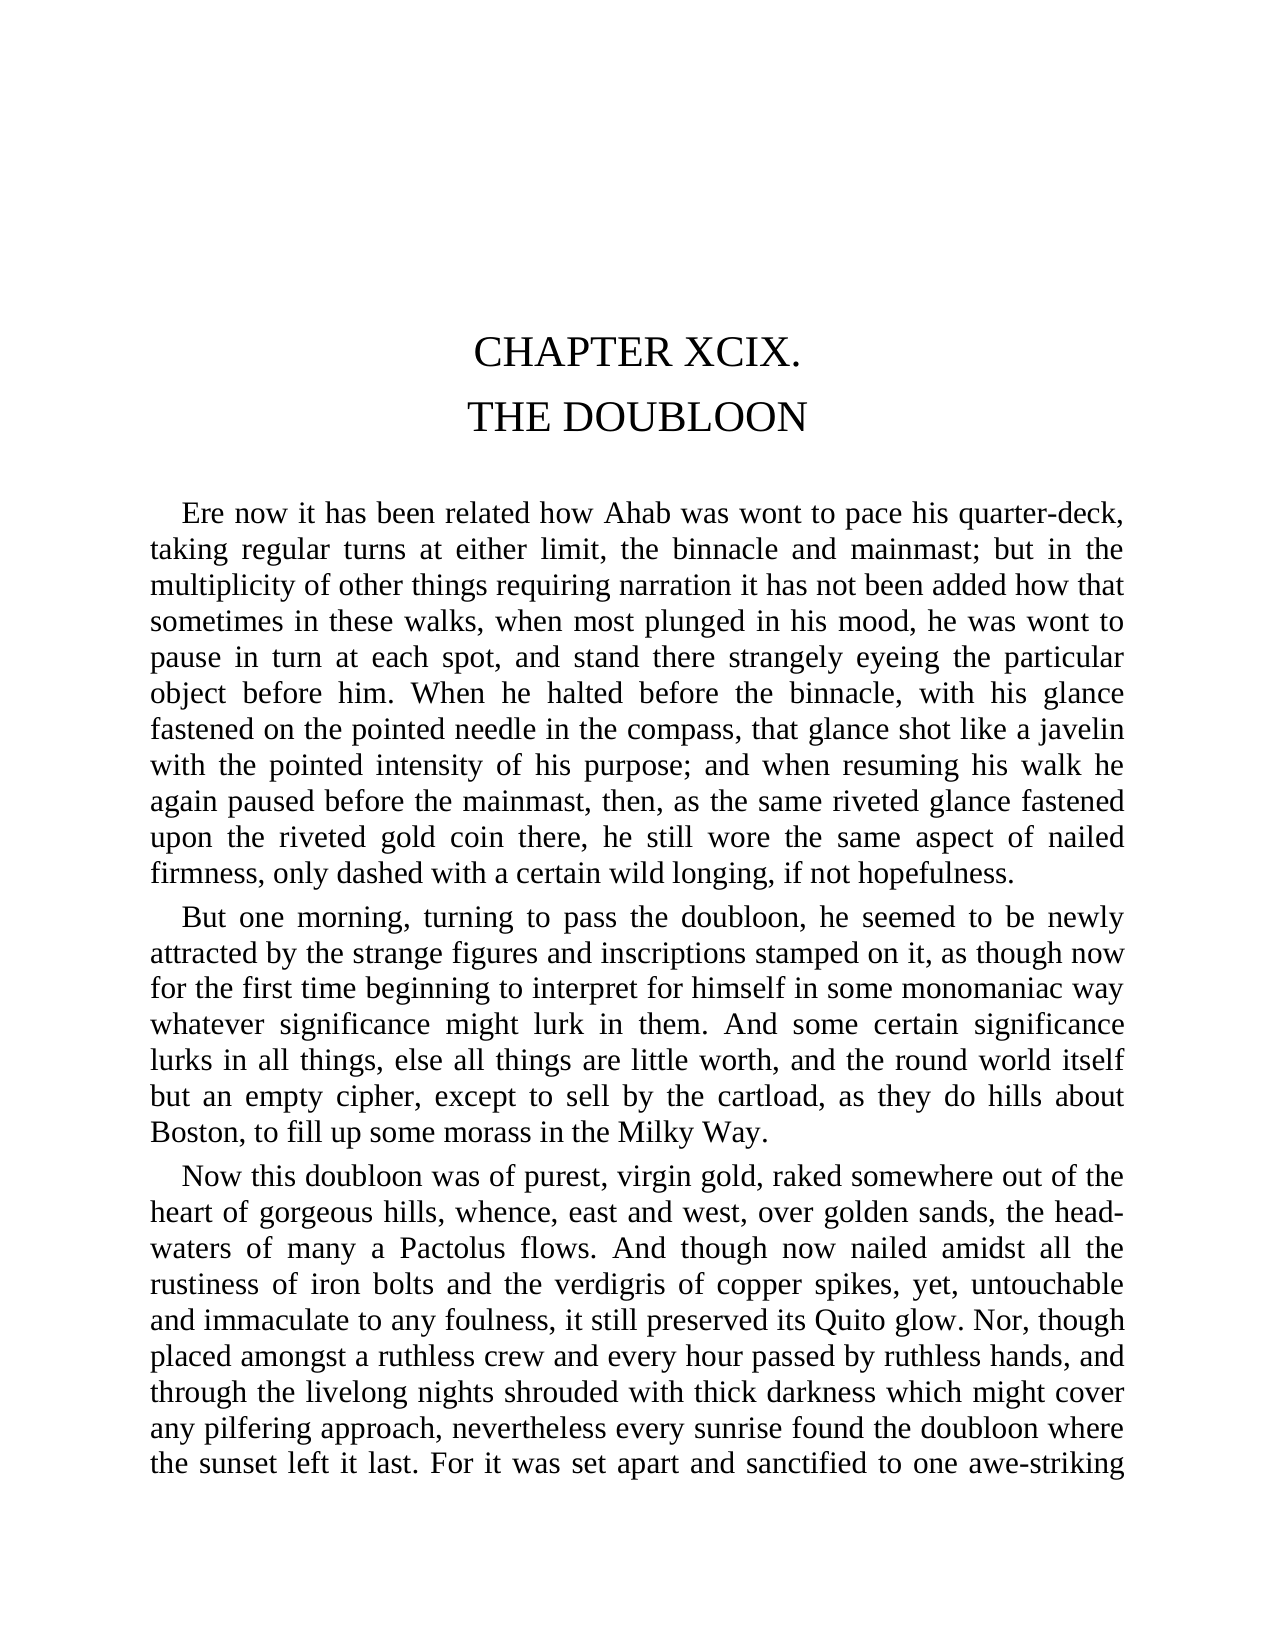 CHAPTER XCIX.
THE DOUBLOON
Ere now it has been related how Ahab was wont to pace his quarter-deck,
taking regular turns at either limit, the binnacle and mainmast; but in the
multiplicity of other things requiring narration it has not been added how that
sometimes in these walks, when most plunged in his mood, he was wont to
pause in turn at each spot, and stand there strangely eyeing the particular
object before him. When he halted before the binnacle, with his glance
fastened on the pointed needle in the compass, that glance shot like a javelin
with the pointed intensity of his purpose; and when resuming his walk he
again paused before the mainmast, then, as the same riveted glance fastened
upon the riveted gold coin there, he still wore the same aspect of nailed
firmness, only dashed with a certain wild longing, if not hopefulness.
But one morning, turning to pass the doubloon, he seemed to be newly
attracted by the strange figures and inscriptions stamped on it, as though now
for the first time beginning to interpret for himself in some monomaniac way
whatever significance might lurk in them. And some certain significance
lurks in all things, else all things are little worth, and the round world itself
but an empty cipher, except to sell by the cartload, as they do hills about
Boston, to fill up some morass in the Milky Way.
Now this doubloon was of purest, virgin gold, raked somewhere out of the
heart of gorgeous hills, whence, east and west, over golden sands, the head-
waters of many a Pactolus flows. And though now nailed amidst all the
rustiness of iron bolts and the verdigris of copper spikes, yet, untouchable
and immaculate to any foulness, it still preserved its Quito glow. Nor, though
placed amongst a ruthless crew and every hour passed by ruthless hands, and
through the livelong nights shrouded with thick darkness which might cover
any pilfering approach, nevertheless every sunrise found the doubloon where
the sunset left it last. For it was set apart and sanctified to one awe-striking